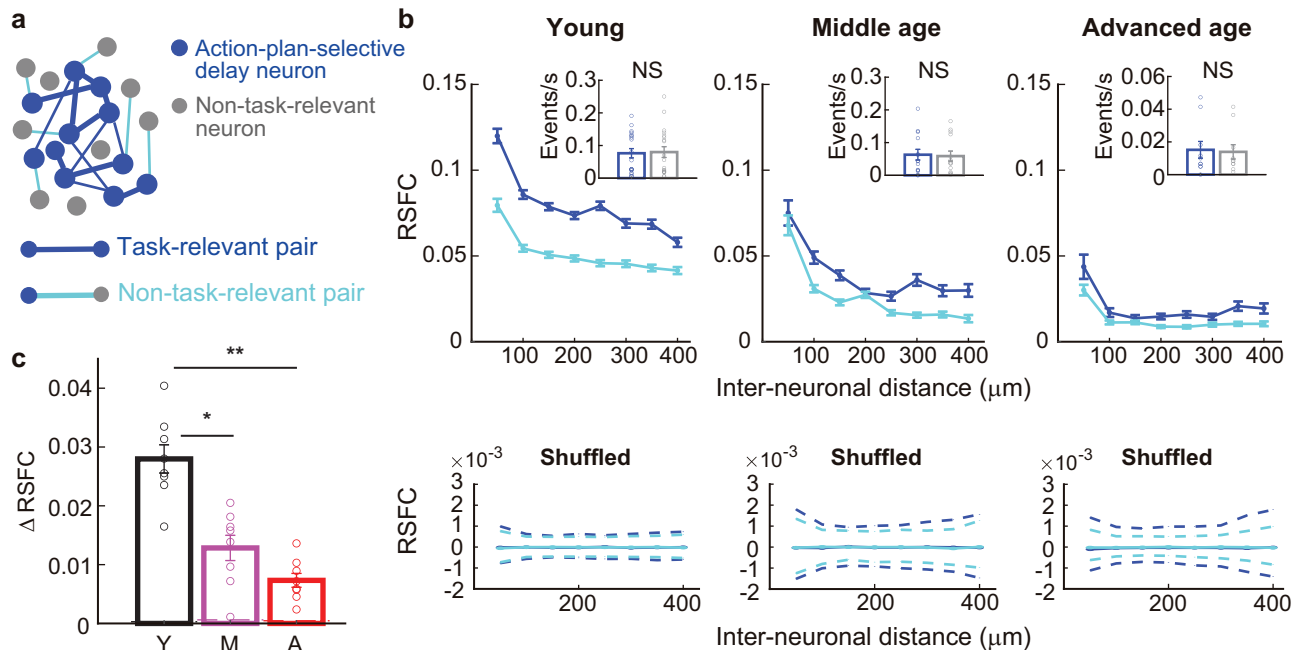 a
Action-plan-selective
delay neuron
Non-task-relevant
neuron
Task-relevant pair
Non-task-relevant pair
b
Young
Middle age
Advanced age
0.15
0.1
0.05
0
RSFC
100
200
300
400
0.3
0.2
0.1
0
Events/s
NS
0.15
0.1
0.05
0
100
200
300
400
0.3
0.2
0.1
0
Events/s
NS
0.15
0.1
0.05
0
100
200
300
400
0.06
0.04
0.02
0.00
Events/s
NS
Inter-neuronal distance (μm)
c
0.04
0.03
0.02
0.01
0
Δ RSFC
**
*
Y
M
A
×10⁻³
Shuffled
3
2
1
0
-1
-2
RSFC
200
400
×10⁻³
Shuffled
3
2
1
0
-1
-2
200
400
×10⁻³
Shuffled
3
2
1
0
-1
-2
200
400
Inter-neuronal distance (μm)